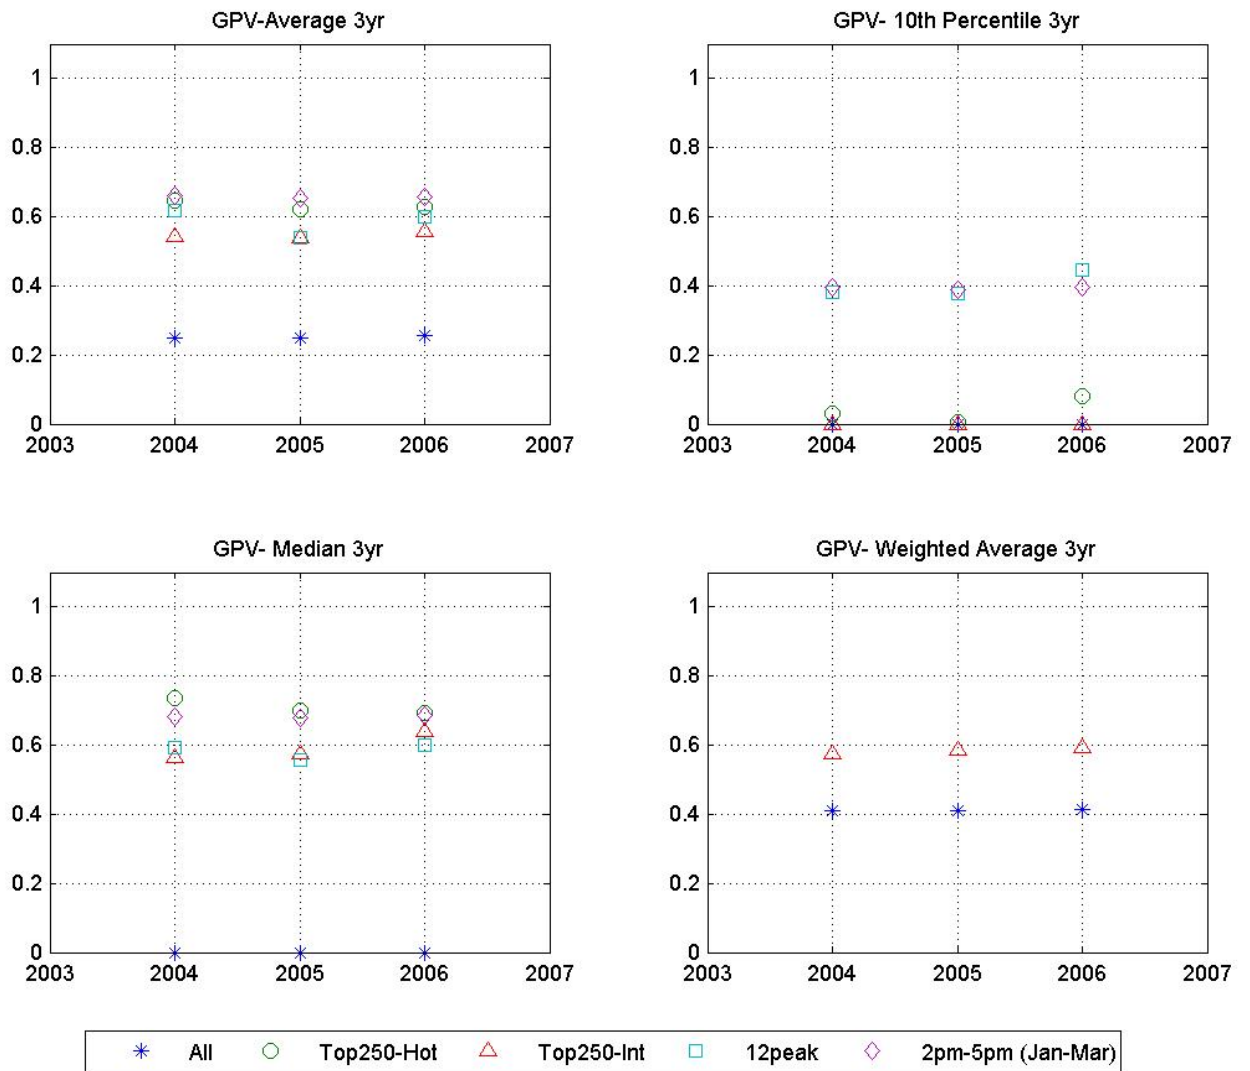 GPV-Average 3yr
1
0.8
0.6
0.4
0.2
0
2003 2004 2005 2006 2007
GPV- 10th Percentile 3yr
1
0.8
0.6
0.4
0.2
0
2003 2004 2005 2006 2007
GPV- Median 3yr
1
0.8
0.6
0.4
0.2
0
2003 2004 2005 2006 2007
GPV- Weighted Average 3yr
1
0.8
0.6
0.4
0.2
0
2003 2004 2005 2006 2007
All Top250-Hot Top250-Int 12peak 2pm-5pm (Jan-Mar)